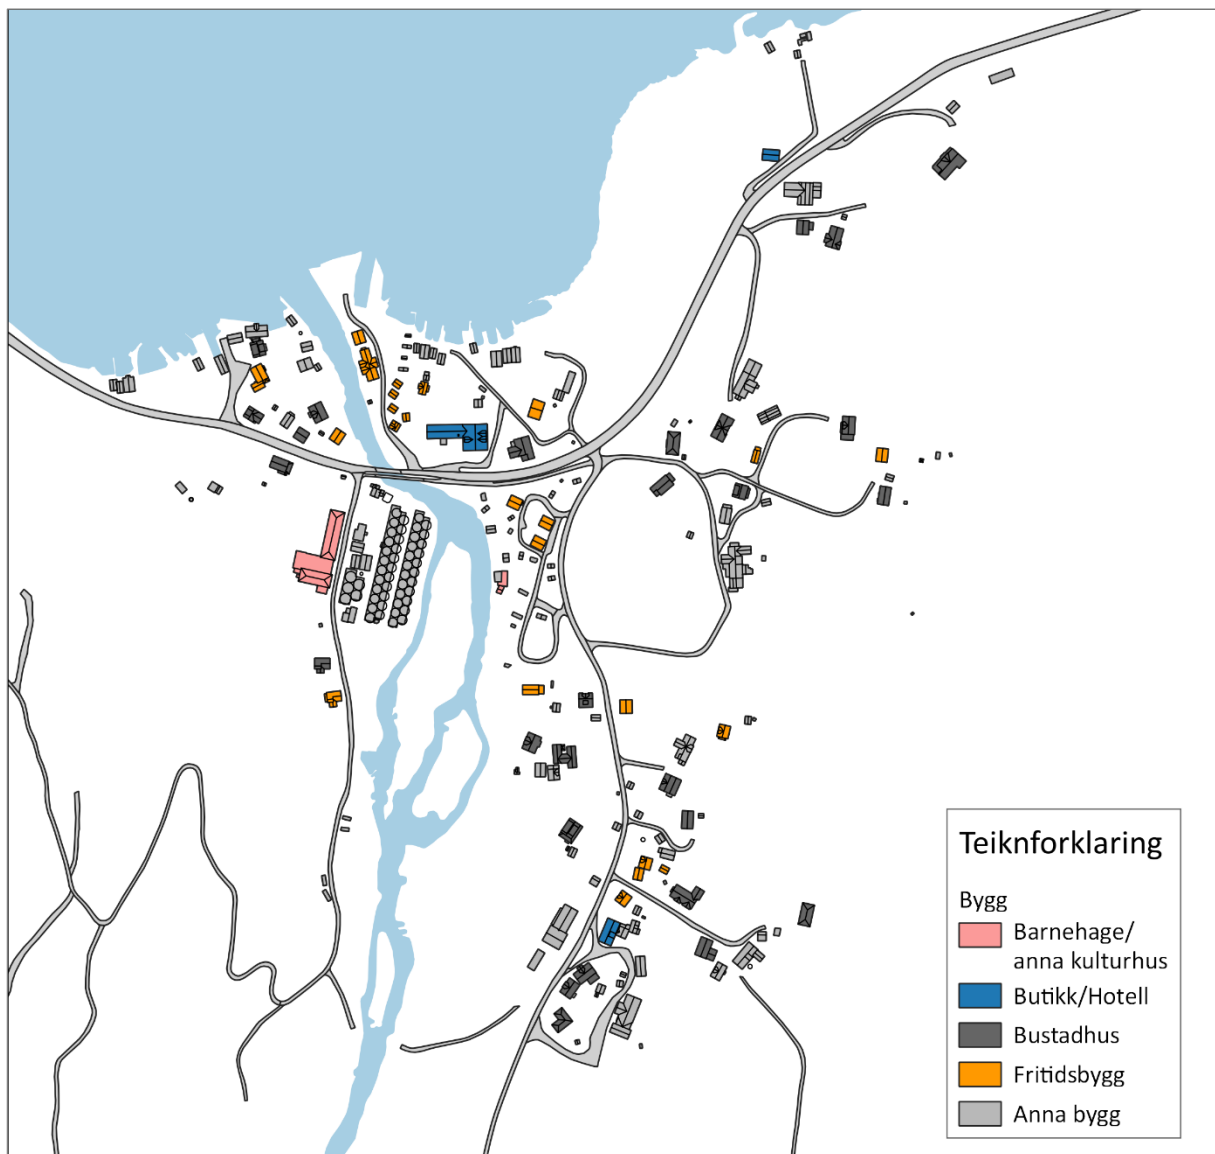 Teiknforklaring
Bygg
Barnehage/
anna kulturhus
Butikk/Hotell
Bustadhus
Fritidsbygg
Anna bygg